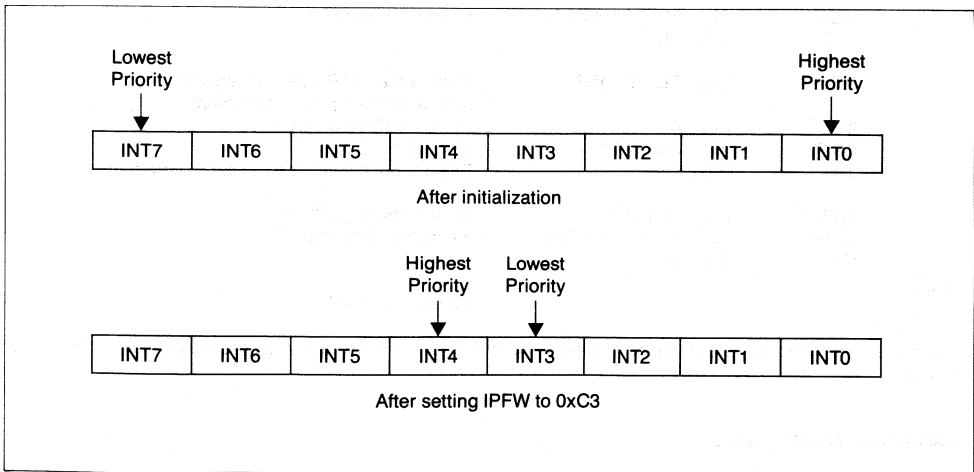 Lowest
Priority
Highest
Priority
INT7 INT6 INT5 INT4 INT3 INT2 INT1 INT0
After initialization
Highest
Priority
Lowest
Priority
INT7 INT6 INT5 INT4 INT3 INT2 INT1 INT0
After setting IPFW to 0xC3